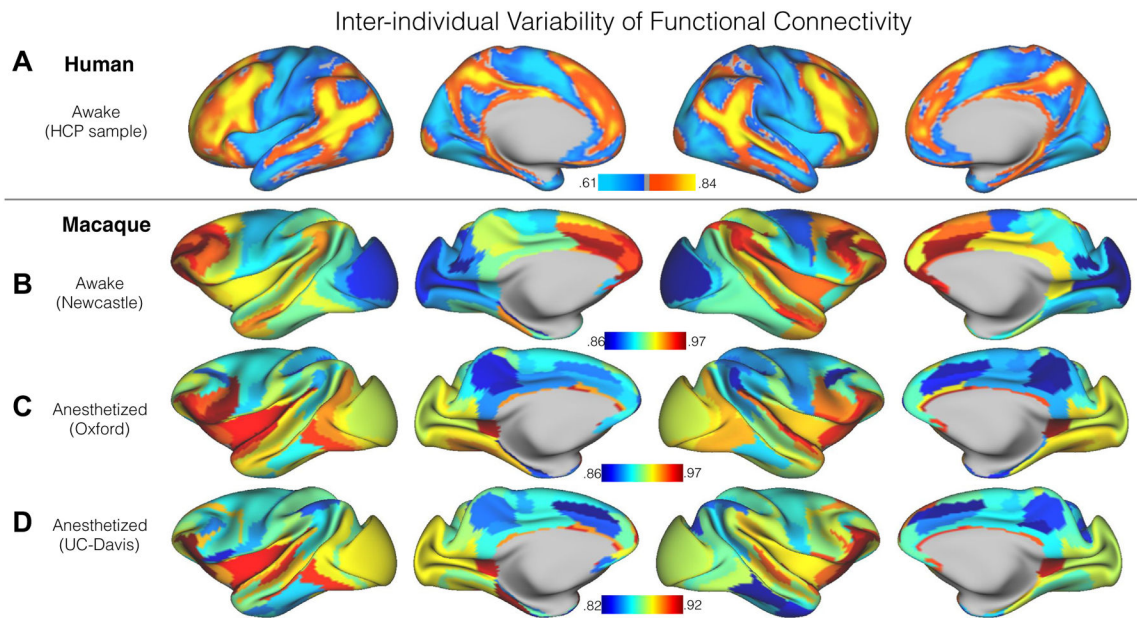 Inter-individual Variability of Functional Connectivity
A Human
Awake
(HCP sample)
.61 .84
Macaque
B Awake
(Newcastle)
.86 .97
C Anesthetized
(Oxford)
.86 .97
D Anesthetized
(UC-Davis)
.82 .92